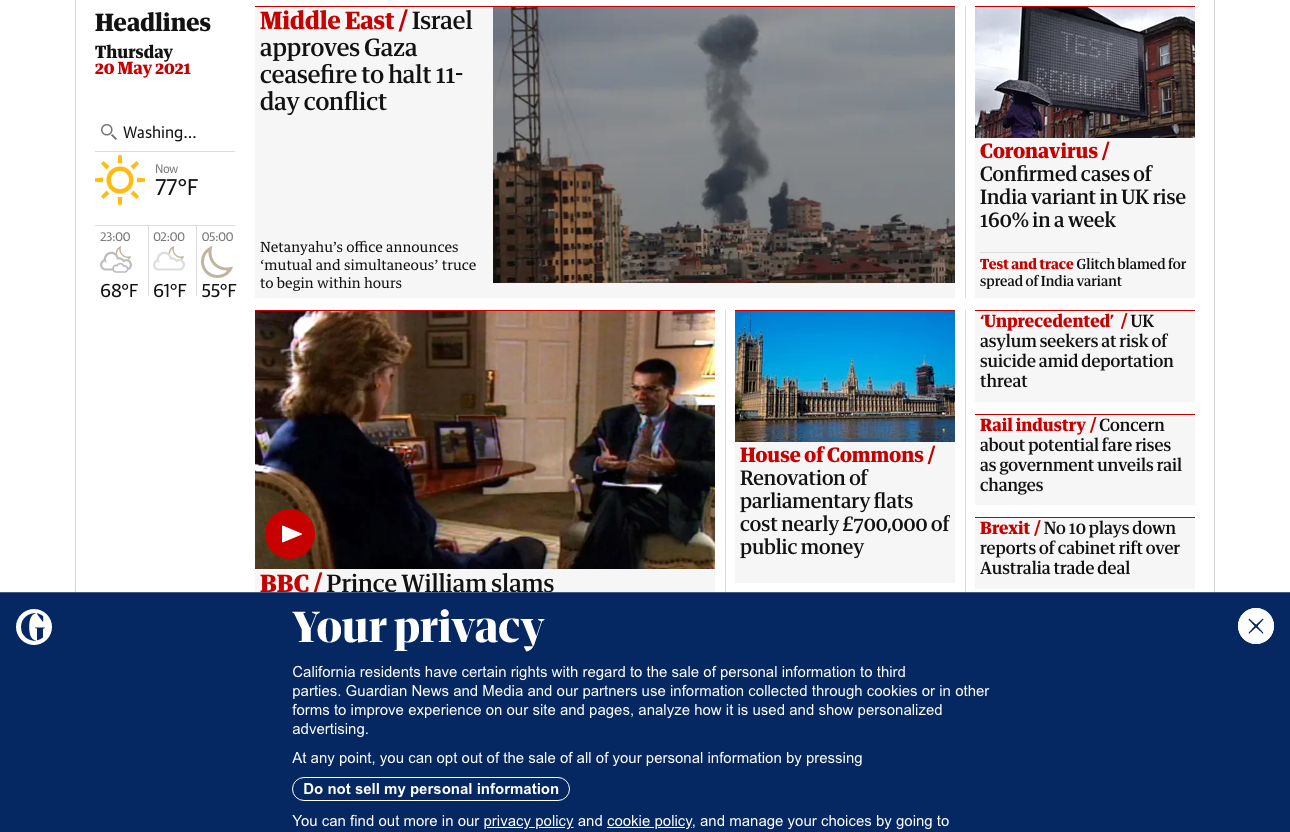 Headlines
Thursday
20 May 2021
Washing...
Now
77°F
23:00
02:00
05:00
68°F
61°F
55°F
Middle East / Israel
approves Gaza
ceasefire to halt 11-
day conflict
Netanyahu’s office announces
‘mutual and simultaneous’ truce
to begin within hours
TEST
REGULARLY
Coronavirus /
Confirmed cases of
India variant in UK rise
160% in a week
Test and trace Glitch blamed for
spread of India variant
BBC / Prince William slams
House of Commons /
Renovation of
parliamentary flats
cost nearly £700,000 of
public money
‘Unprecedented’ / UK
asylum seekers at risk of
suicide amid deportation
threat
Rail industry / Concern
about potential fare rises
as government unveils rail
changes
Brexit / No 10 plays down
reports of cabinet rift over
Australia trade deal
G
Your privacy
California residents have certain rights with regard to the sale of personal information to third
parties. Guardian News and Media and our partners use information collected through cookies or in other
forms to improve experience on our site and pages, analyze how it is used and show personalized
advertising.
At any point, you can opt out of the sale of all of your personal information by pressing
Do not sell my personal information
You can find out more in our privacy policy and cookie policy, and manage your choices by going to